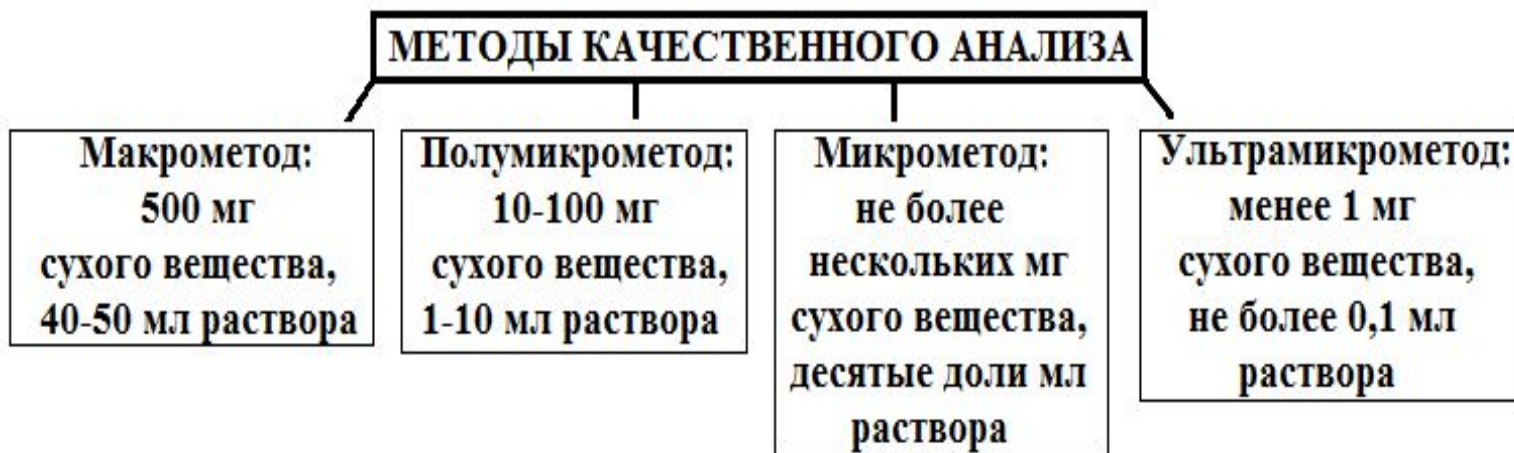 МЕТОДЫ КАЧЕСТВЕННОГО АНАЛИЗА
Макрометод:
500 мг
сухого вещества,
40-50 мл раствора
Полумикрометод:
10-100 мг
сухого вещества,
1-10 мл раствора
Микрометод:
не более
нескольких мг
сухого вещества,
десятые доли мл
раствора
Ультрамикрометод:
менее 1 мг
сухого вещества,
не более 0,1 мл
раствора